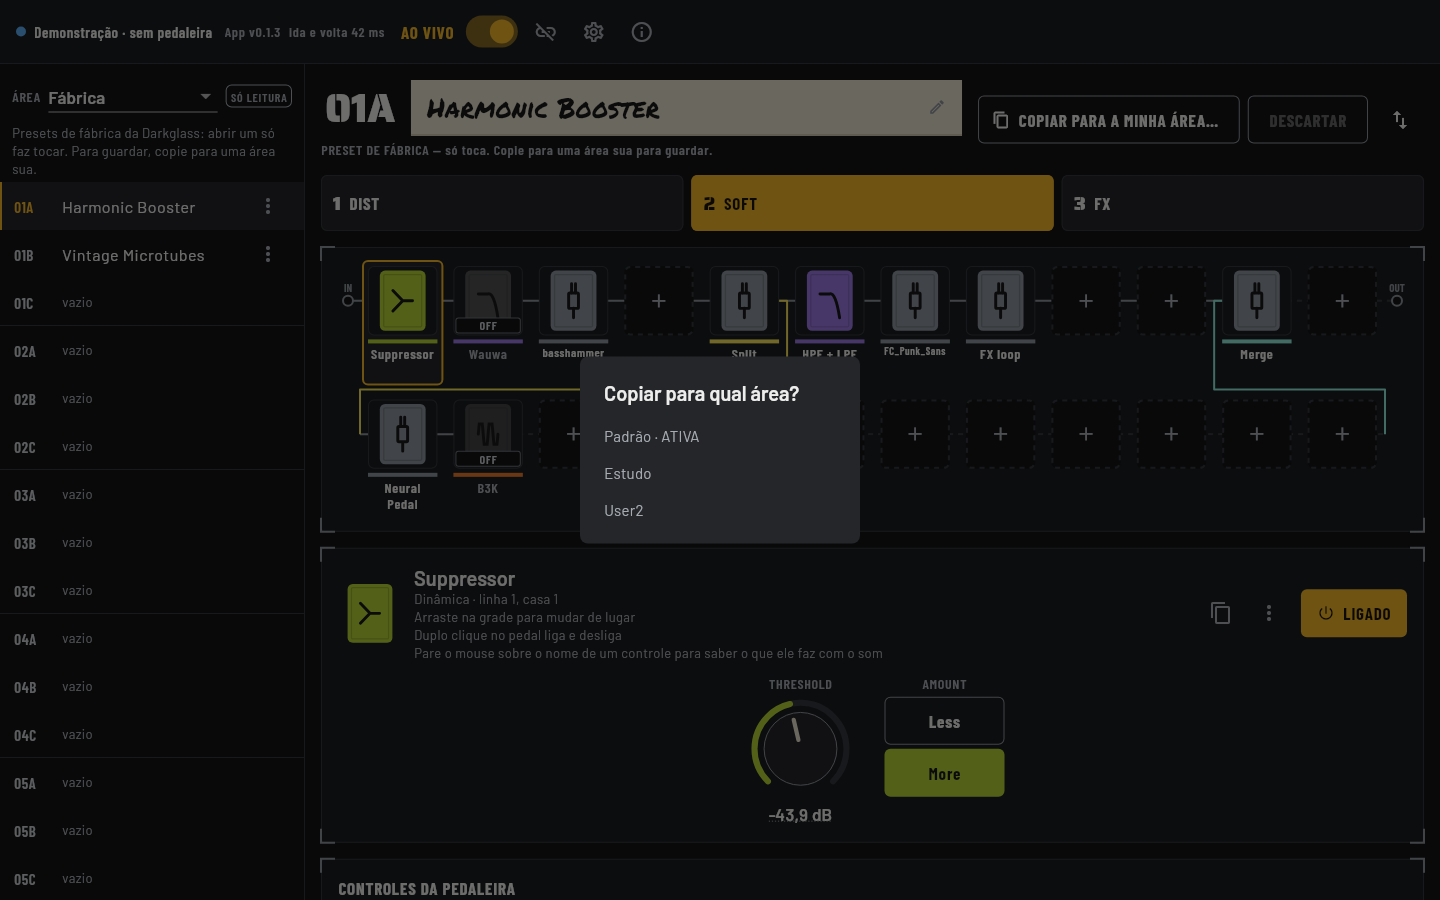 Demonstração · sem pedaleira App v0.1.3 Ida e volta 42 ms AO VIVO
ÁREA Fábrica SÓ LEITURA
Presets de fábrica da Darkglass: abrir um só
faz tocar. Para guardar, copie para uma área
sua.
01A Harmonic Booster
01B Vintage Microtubes
01C vazio
02A vazio
02B vazio
02C vazio
03A vazio
03B vazio
03C vazio
04A vazio
04B vazio
04C vazio
05A vazio
05B vazio
05C vazio
01A Harmonic Booster COPIAR PARA A MINHA ÁREA... DESCARTAR
PRESET DE FÁBRICA — só toca. Copie para uma área sua para guardar.
1 DIST 2 SOFT 3 FX
IN OUT
OFF
Suppressor Wauwa basshammer Split HPF + LPF FC_Punk_Sans FX loop Merge
OFF
Neural B3K
Pedal
Copiar para qual área?
Padrão · ATIVA
Estudo
User2
Suppressor
Dinâmica · linha 1, casa 1
Arraste na grade para mudar de lugar
Duplo clique no pedal liga e desliga
Pare o mouse sobre o nome de um controle para saber o que ele faz com o som
LIGADO
THRESHOLD AMOUNT
Less
More
-43,9 dB
CONTROLES DA PEDALEIRA